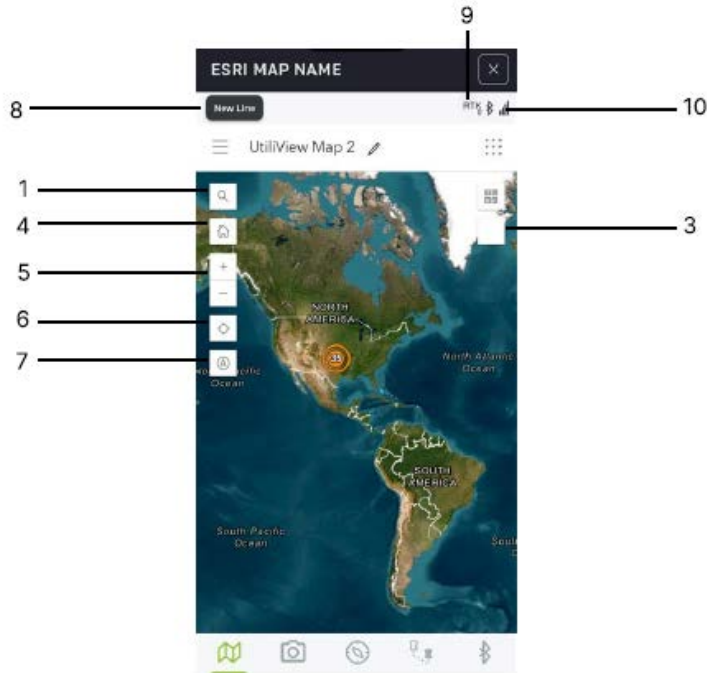 9
ESRI MAP NAME
8
New Line
RTK
10
UtiliView Map 2
1
4
3
5
6
7
NORTH
AMERICA
35
North Atlantic
Ocean
Ocean
SOUTH
AMERICA
South Pacific
Ocean